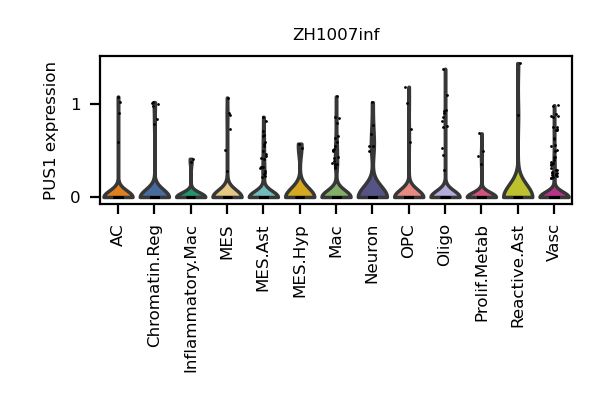 ZH1007inf
PUS1 expression
1
0
AC
Chromatin.Reg
Inflammatory.Mac
MES
MES.Ast
MES.Hyp
Mac
Neuron
OPC
Oligo
Prolif.Metab
Reactive.Ast
Vasc